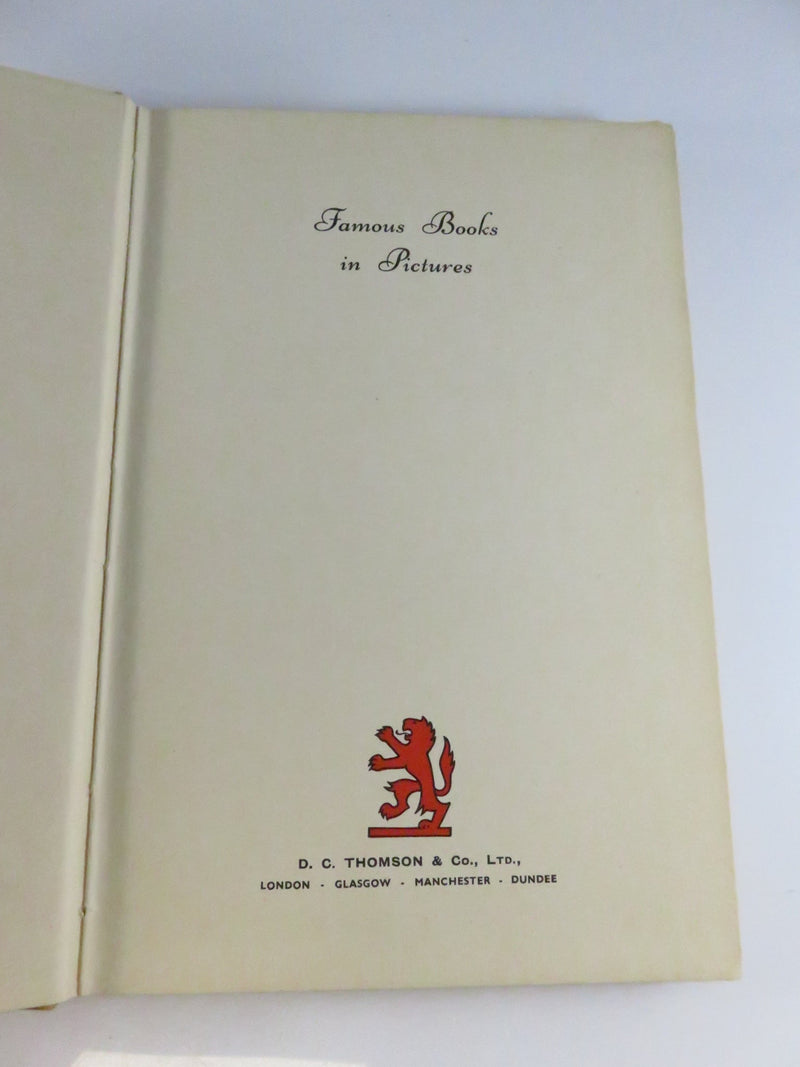 Famous Books
in Pictures
D. C. THOMSON & Co., LTD.,
LONDON - GLASGOW - MANCHESTER - DUNDEE